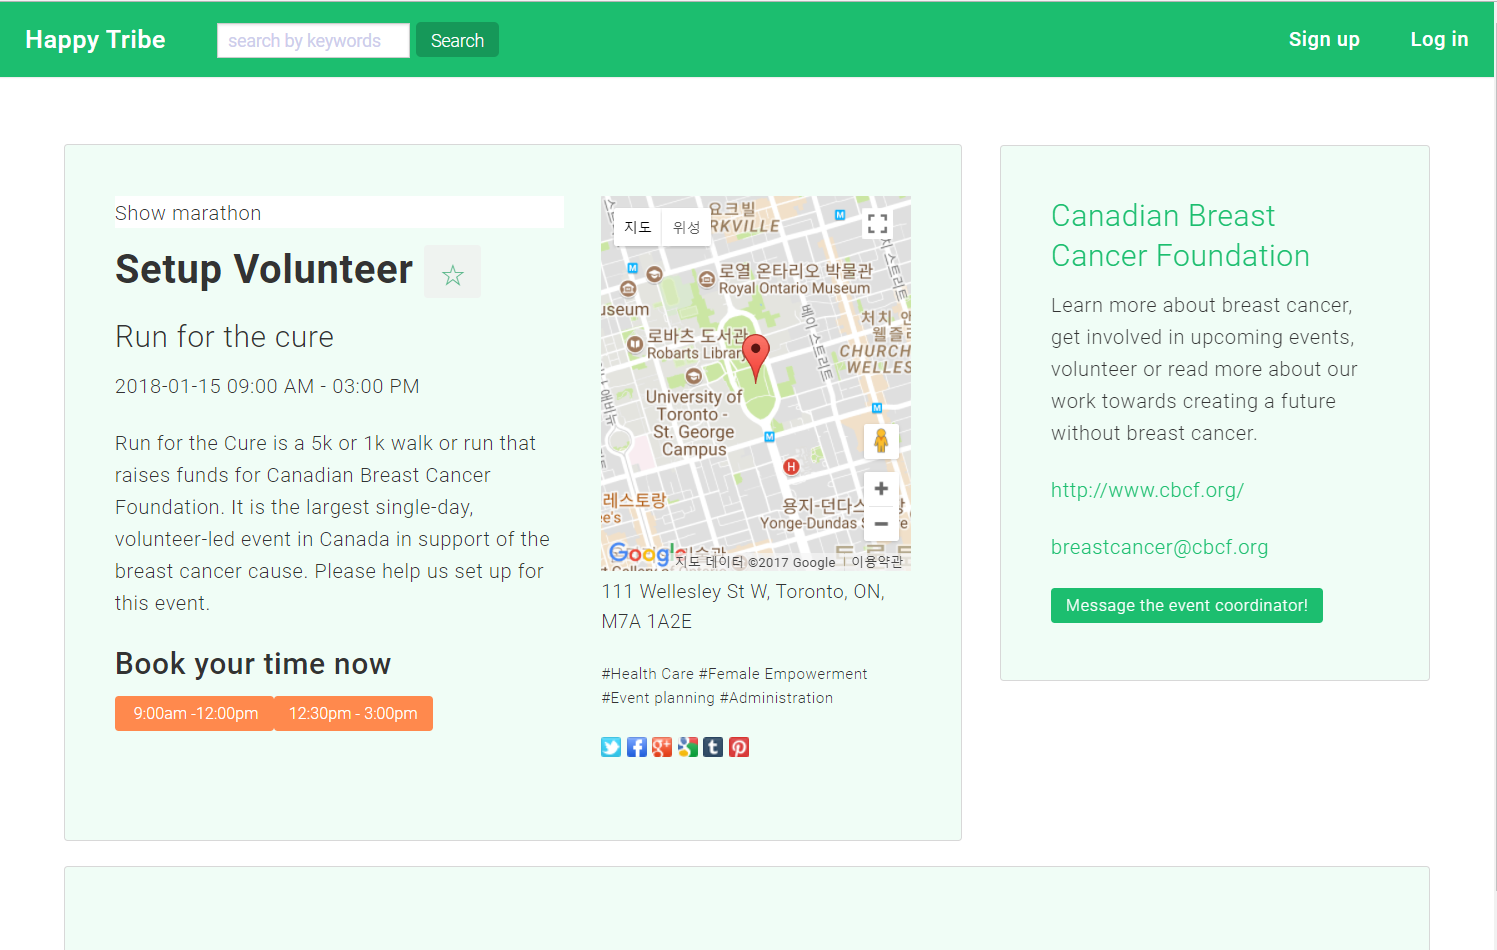 Happy Tribe
search by keywords
Search
Sign up
Log in
Show marathon
Setup Volunteer
Run for the cure
2018-01-15 09:00 AM - 03:00 PM
Run for the Cure is a 5k or 1k walk or run that
raises funds for Canadian Breast Cancer
Foundation. It is the largest single-day,
volunteer-led event in Canada in support of the
breast cancer cause. Please help us set up for
this event.
Book your time now
9:00am -12:00pm
12:30pm - 3:00pm
지도
위성
요크빌
RKVILLE
로열 온타리오 박물관
Royal Ontario Museum
useum
로바츠 도서관
Robarts Library
베이스트리트
처치 앤
웰즐리
CHURCH
WELLES
University of
Toronto -
St. George
Campus
H
레스토랑
ee's
용지-던다스
Yonge-Dundas S
Google
지도 데이터 ©2017 Google
이용약관
111 Wellesley St W, Toronto, ON,
M7A 1A2E
#Health Care #Female Empowerment
#Event planning #Administration
Canadian Breast
Cancer Foundation
Learn more about breast cancer,
get involved in upcoming events,
volunteer or read more about our
work towards creating a future
without breast cancer.
http://www.cbcf.org/
breastcancer@cbcf.org
Message the event coordinator!